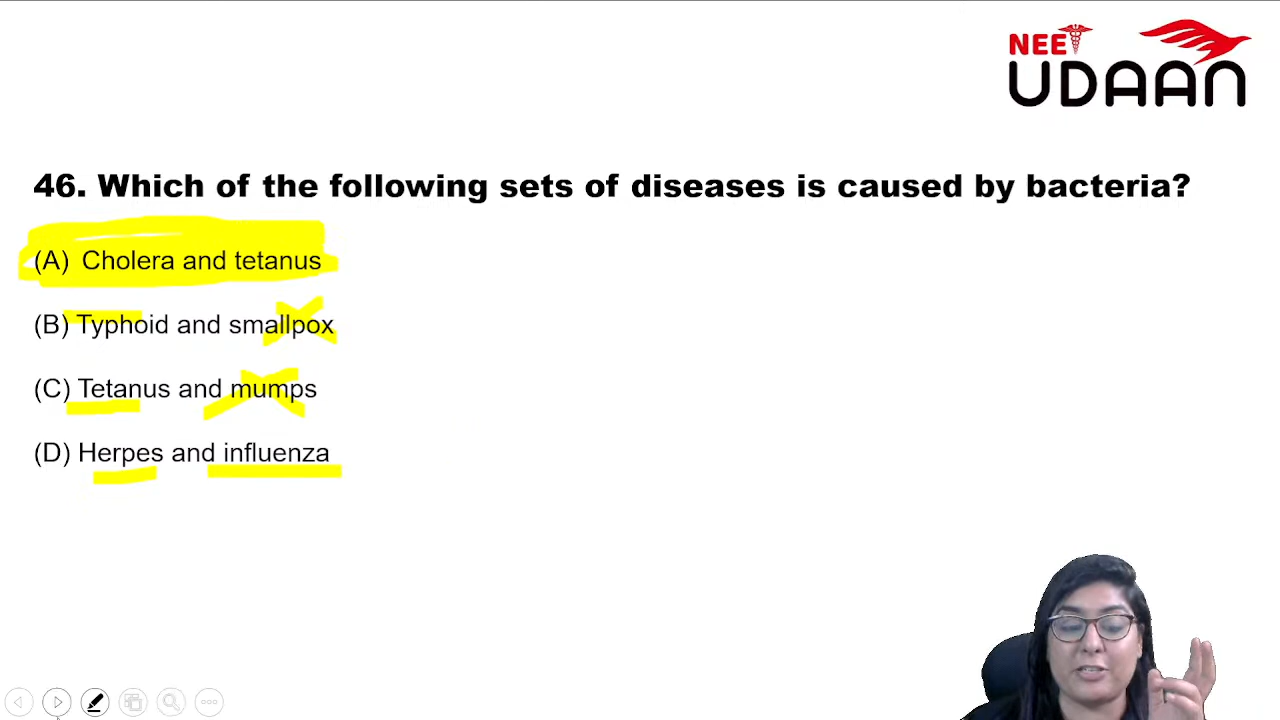 NEET
UDAAN
46. Which of the following sets of diseases is caused by bacteria?
(A) Cholera and tetanus
(B) Typhoid and smallpox
(C) Tetanus and mumps
(D) Herpes and influenza